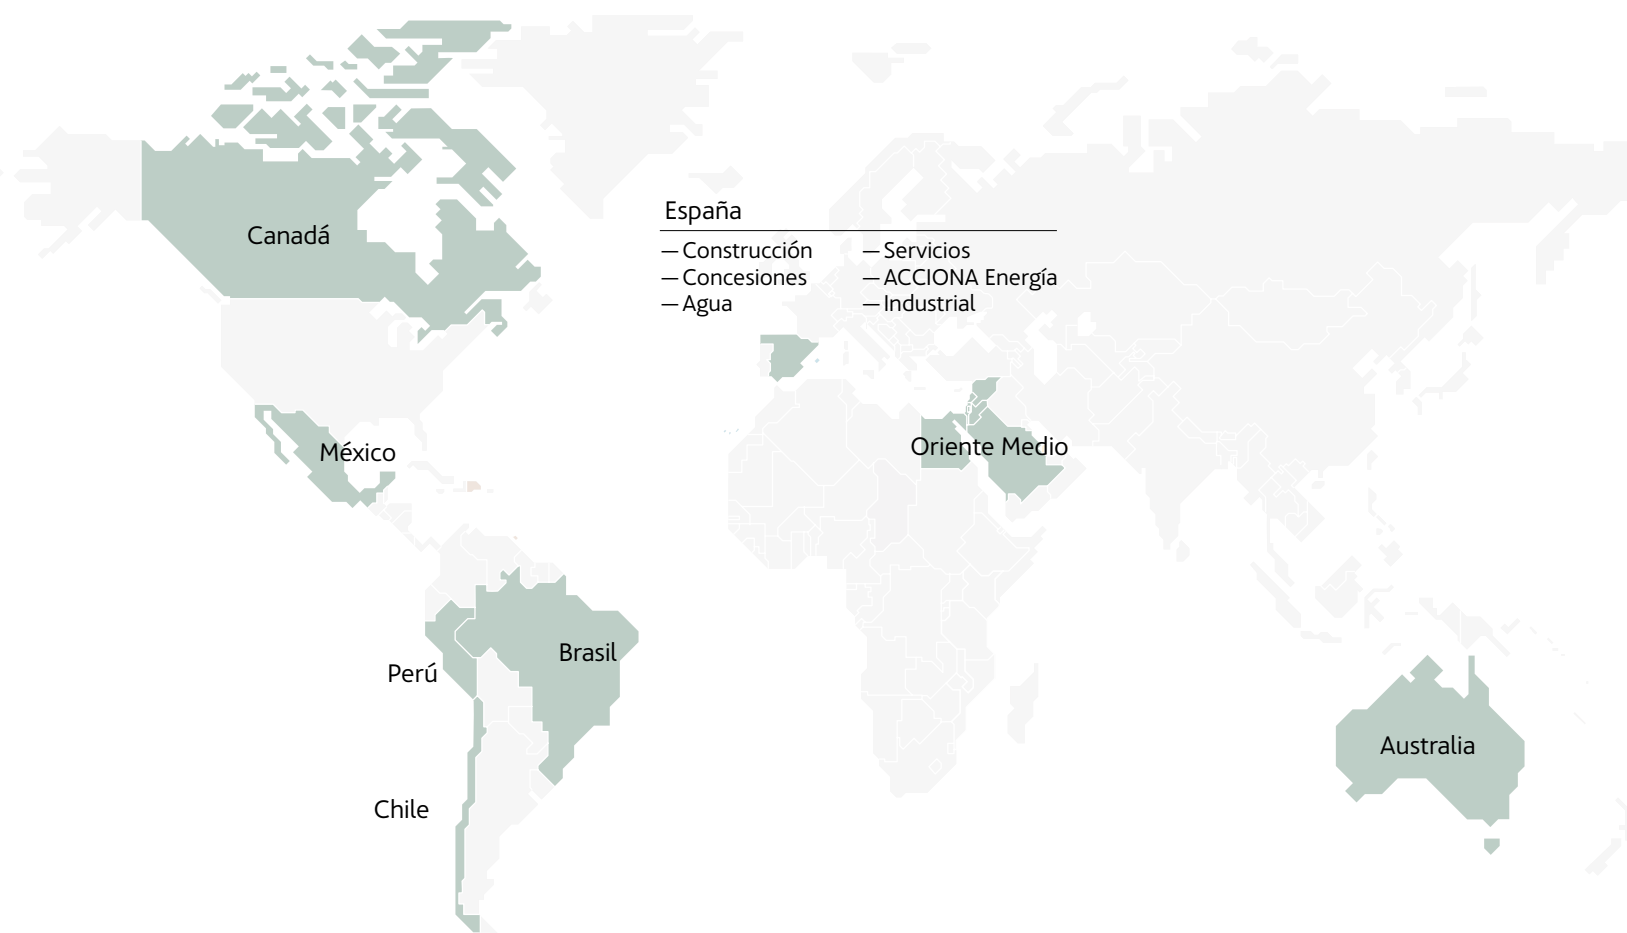 España
Canadá
— Construcción
— Servicios
— Concesiones
— ACCIONA Energía
— Agua
— Industrial
México
Oriente Medio
Brasil
Perú
Australia
Chile